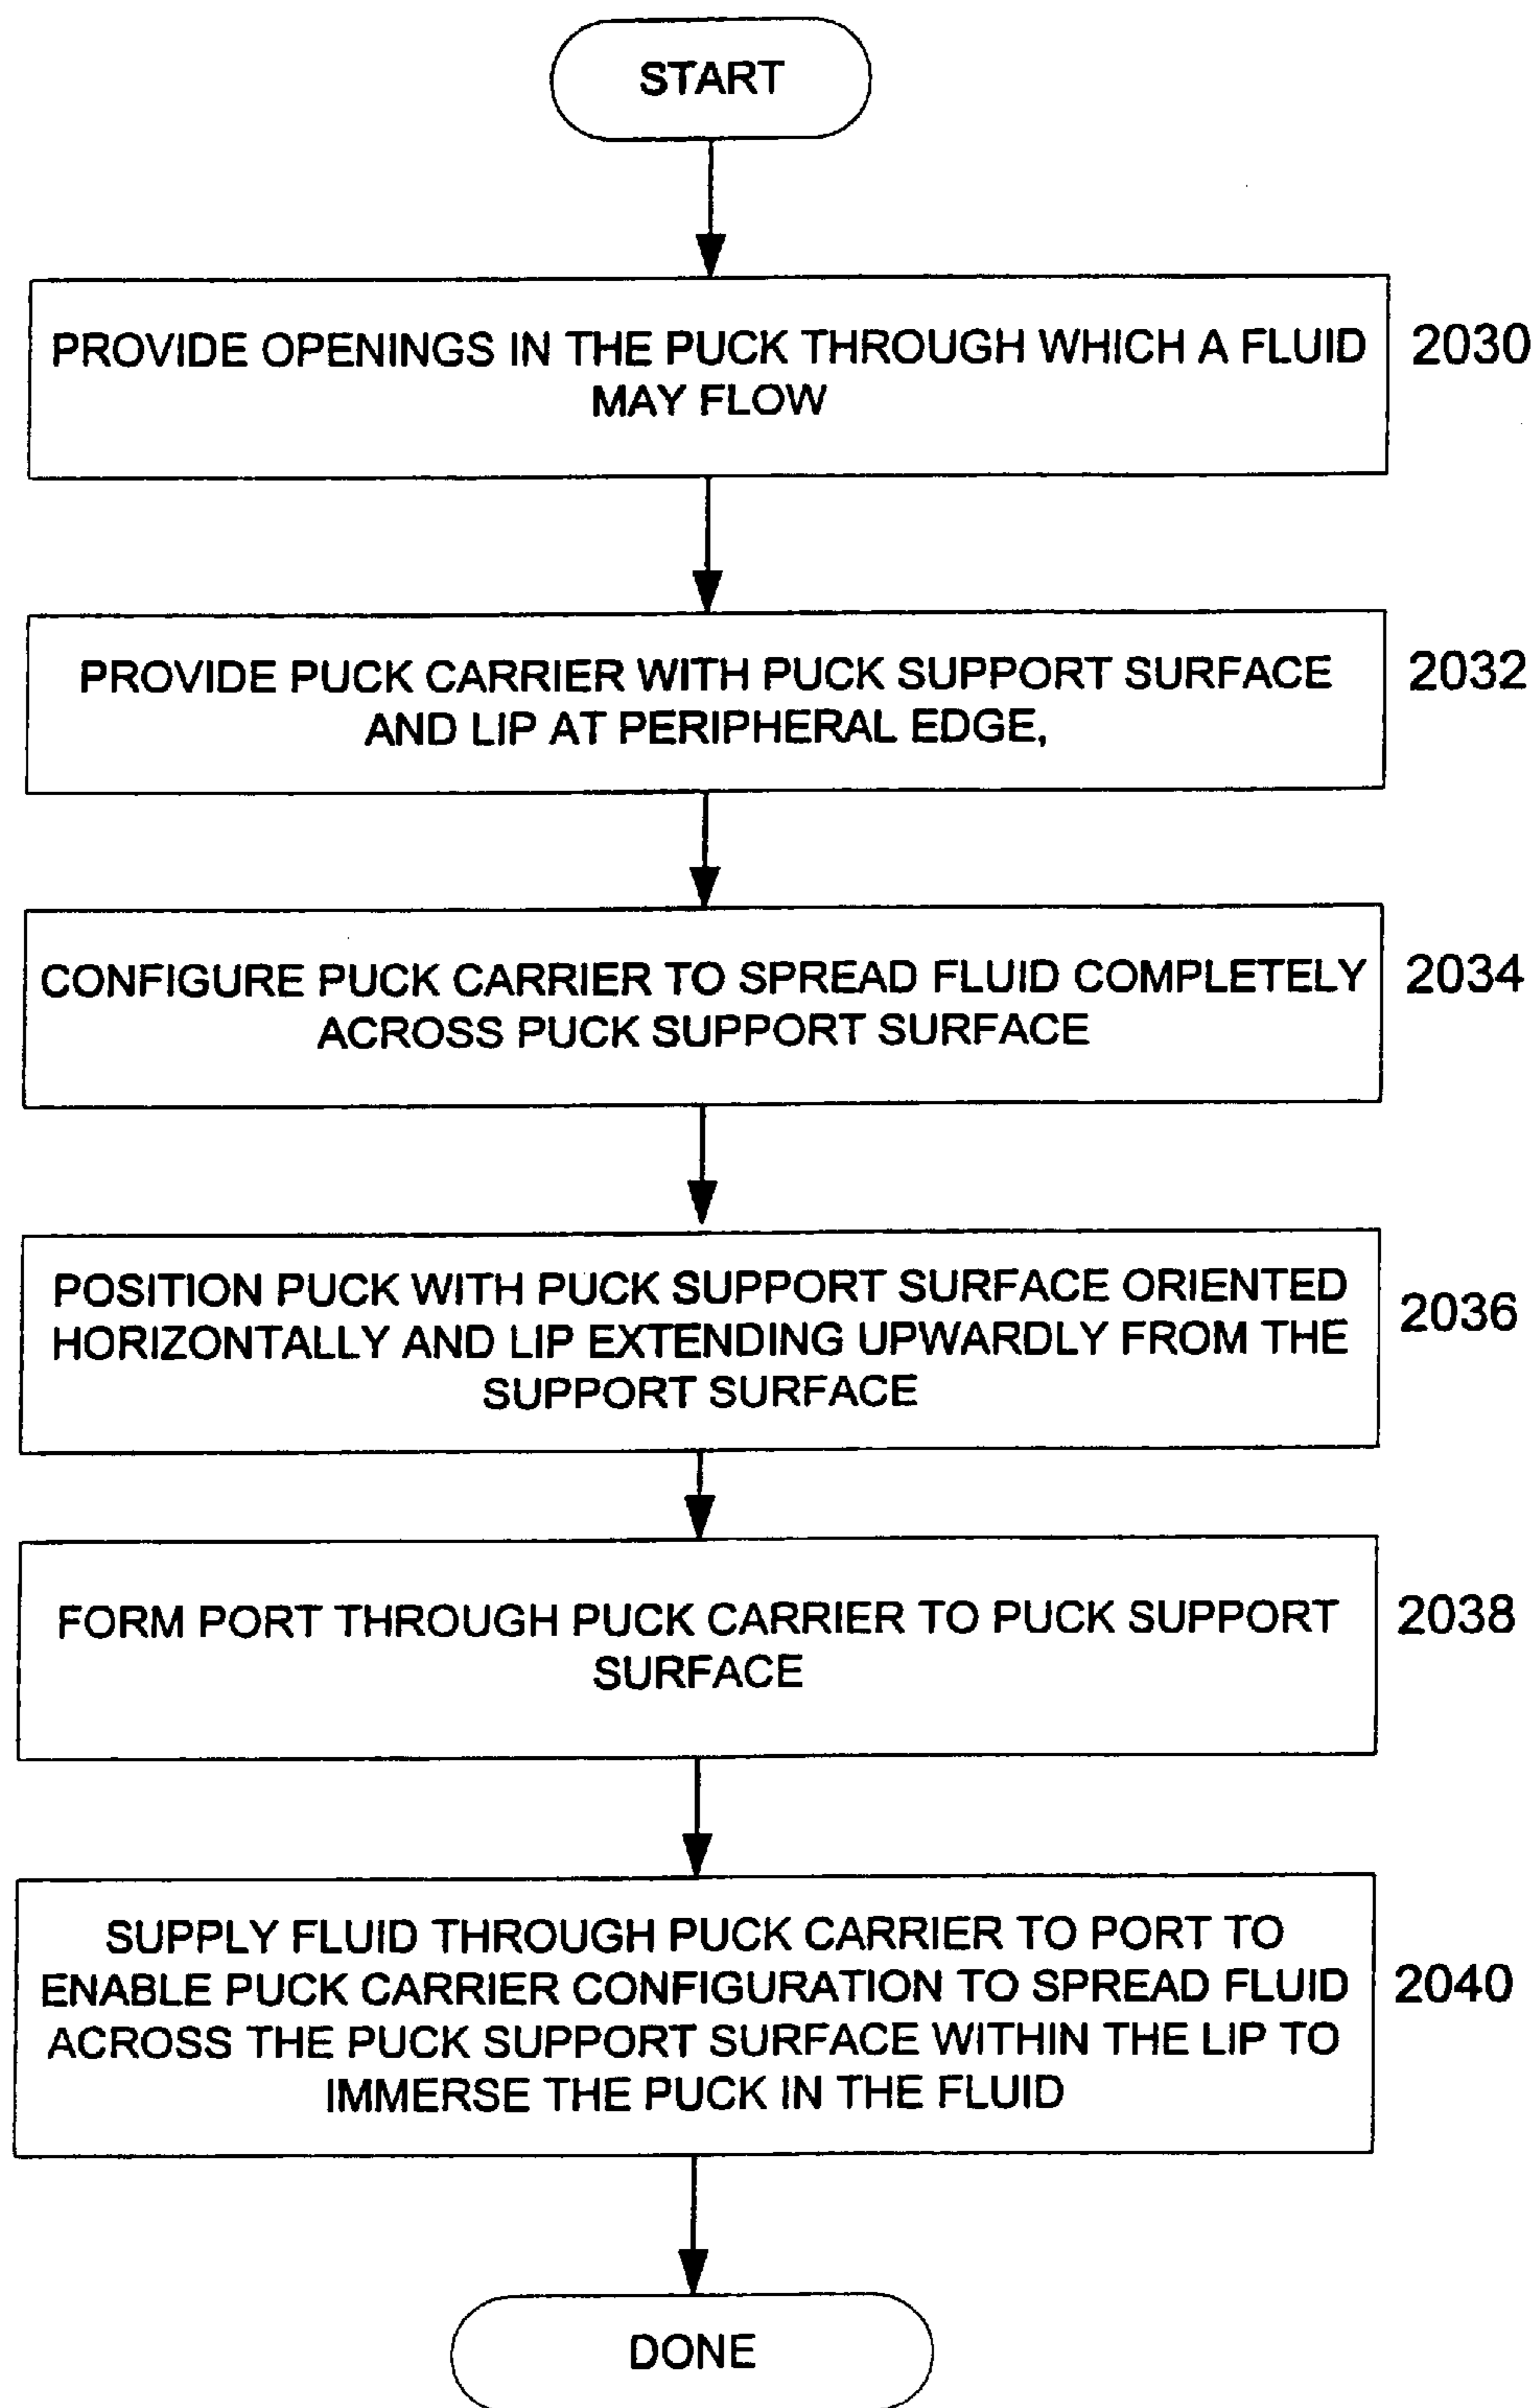 START
PROVIDE OPENINGS IN THE PUCK THROUGH WHICH A FLUID
MAY FLOW
2030
PROVIDE PUCK CARRIER WITH PUCK SUPPORT SURFACE
AND LIP AT PERIPHERAL EDGE,
2032
CONFIGURE PUCK CARRIER TO SPREAD FLUID COMPLETELY
ACROSS PUCK SUPPORT SURFACE
2034
POSITION PUCK WITH PUCK SUPPORT SURFACE ORIENTED
HORIZONTALLY AND LIP EXTENDING UPWARDLY FROM THE
SUPPORT SURFACE
2036
FORM PORT THROUGH PUCK CARRIER TO PUCK SUPPORT
SURFACE
2038
SUPPLY FLUID THROUGH PUCK CARRIER TO PORT TO
ENABLE PUCK CARRIER CONFIGURATION TO SPREAD FLUID
ACROSS THE PUCK SUPPORT SURFACE WITHIN THE LIP TO
IMMERSE THE PUCK IN THE FLUID
2040
DONE